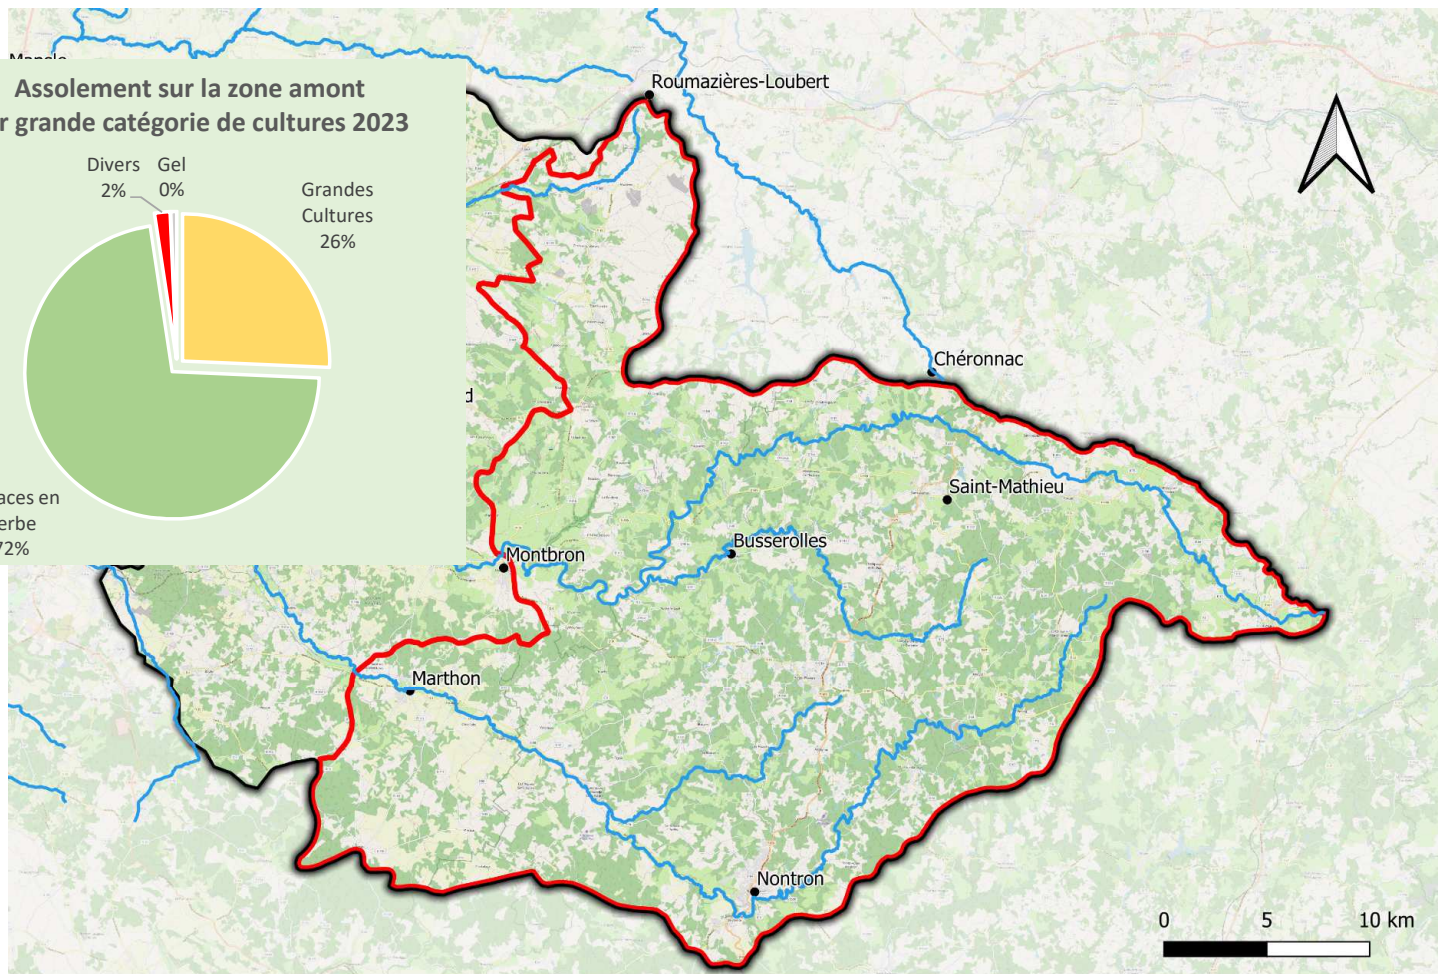 Assolement sur la zone amont
r grande catégorie de cultures 2023
Divers
2%
Gel
0%
Grandes
Cultures
26%
aces en
erbe
72%
Roumazières-Loubert
Chéronnac
d
Saint-Mathieu
Busserolles
Montbron
Marthon
Nontron
0 5 10 km